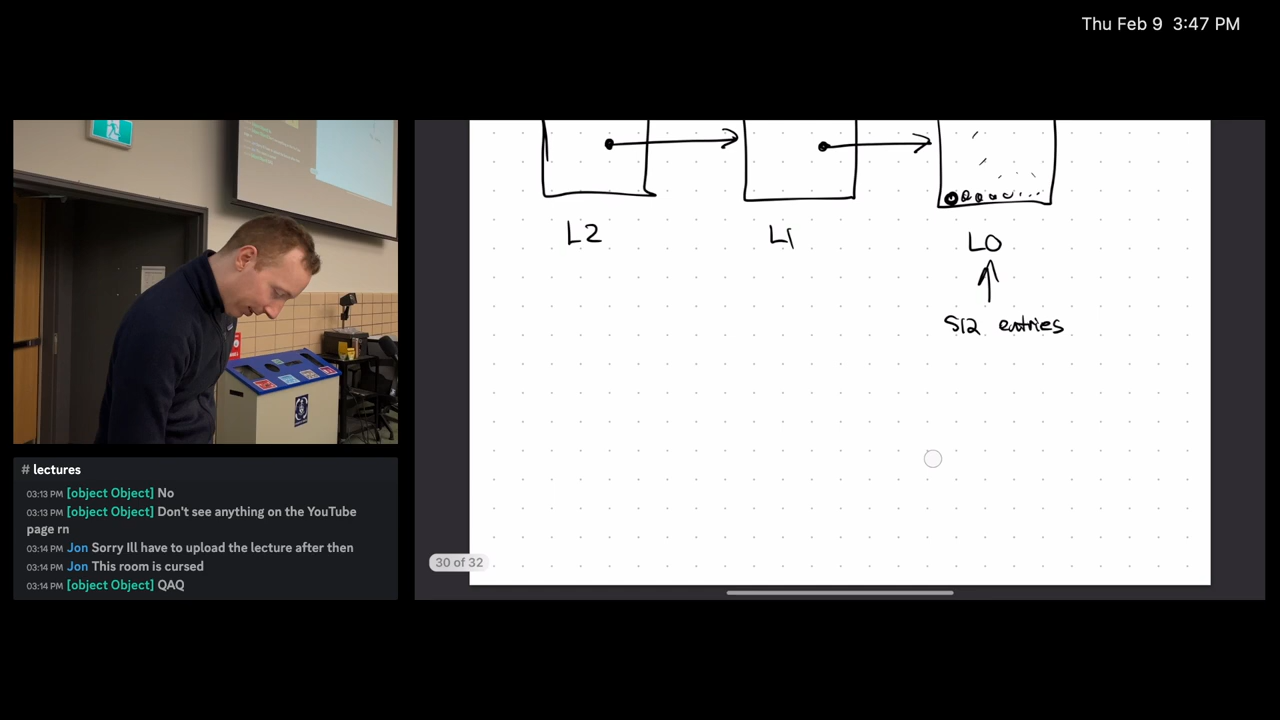 Thu Feb 9 3:47 PM
L2
L1
L0
512 entries
30 of 32
# lectures
03:13 PM [object Object] No
03:13 PM [object Object] Don't see anything on the YouTube
page rn
03:14 PM Jon Sorry Ill have to upload the lecture after then
03:14 PM Jon This room is cursed
03:14 PM [object Object] QAQ